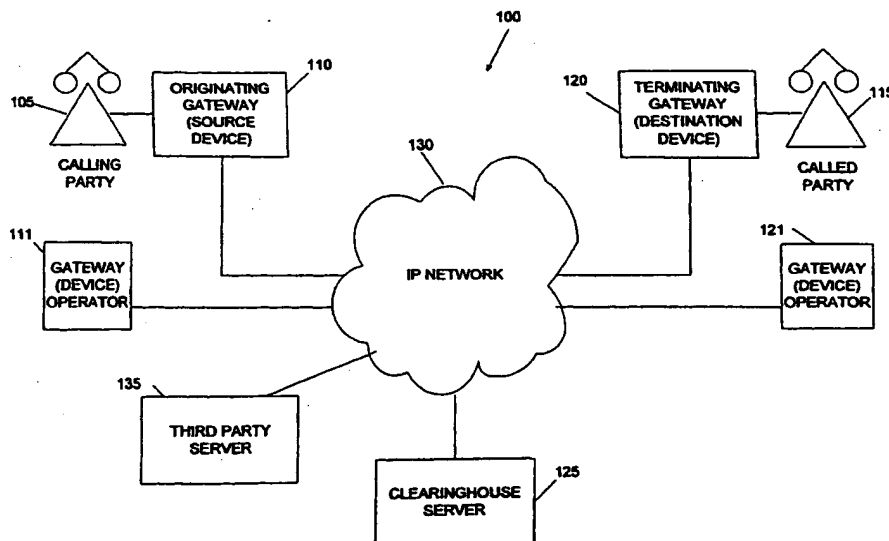 100
110
105
ORIGINATING
GATEWAY
(SOURCE
DEVICE)
CALLING
PARTY
120
TERMINATING
GATEWAY
(DESTINATION
DEVICE)
115
CALLED
PARTY
130
IP NETWORK
111
GATEWAY
(DEVICE)
OPERATOR
121
GATEWAY
(DEVICE)
OPERATOR
135
THIRD PARTY
SERVER
125
CLEARINGHOUSE
SERVER